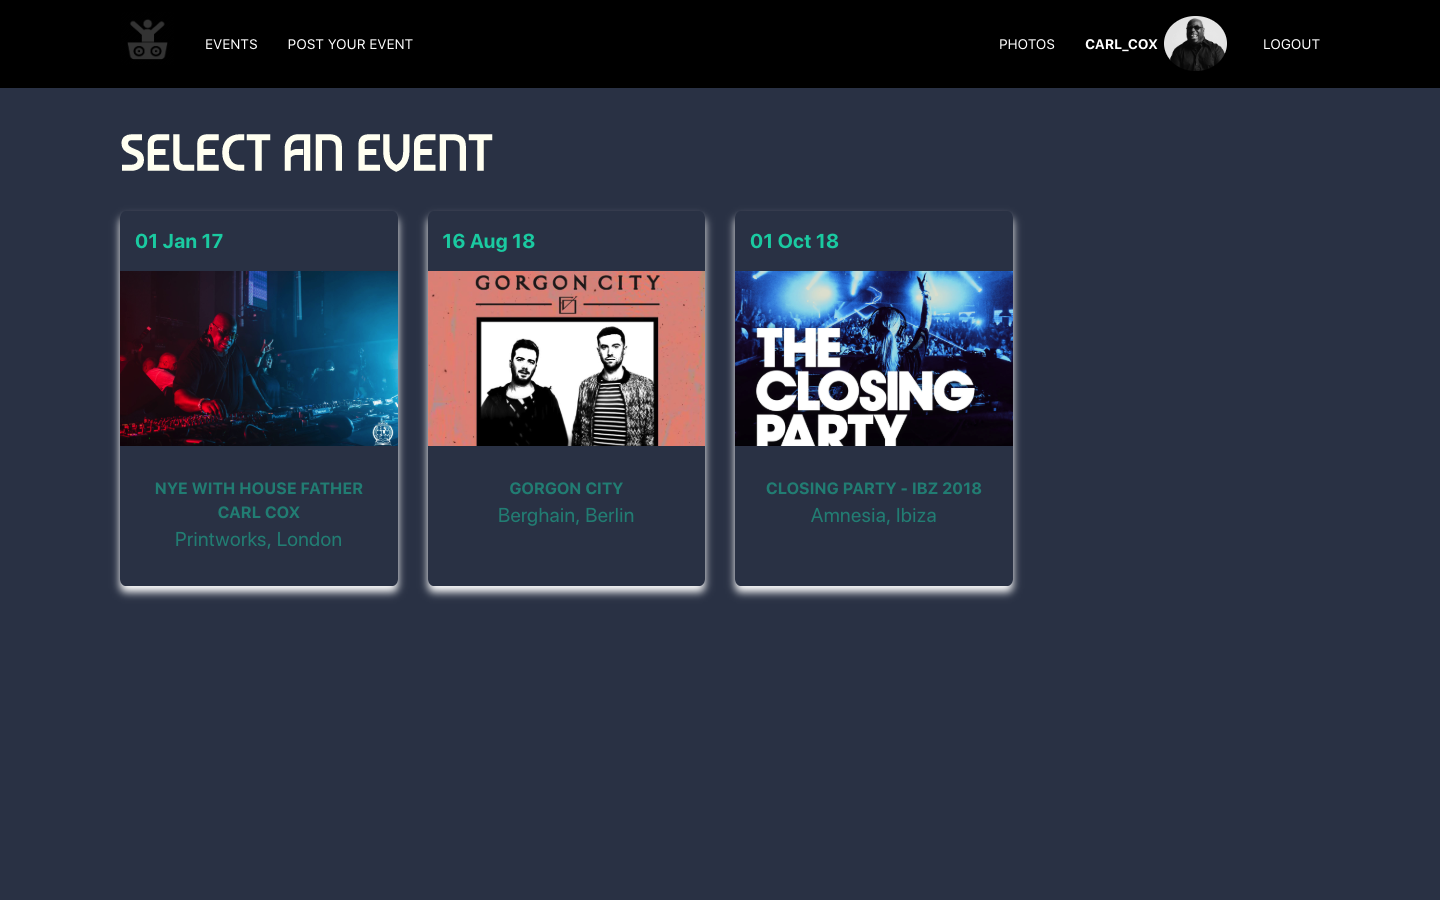 EVENTS
POST YOUR EVENT
PHOTOS
CARL_COX
LOGOUT
SELECT AN EVENT
01 Jan 17
NYE WITH HOUSE FATHER
CARL COX
Printworks, London
16 Aug 18
GORGON CITY
GORGON CITY
Berghain, Berlin
01 Oct 18
THE
CLOSING
PARTY
CLOSING PARTY - IBZ 2018
Amnesia, Ibiza